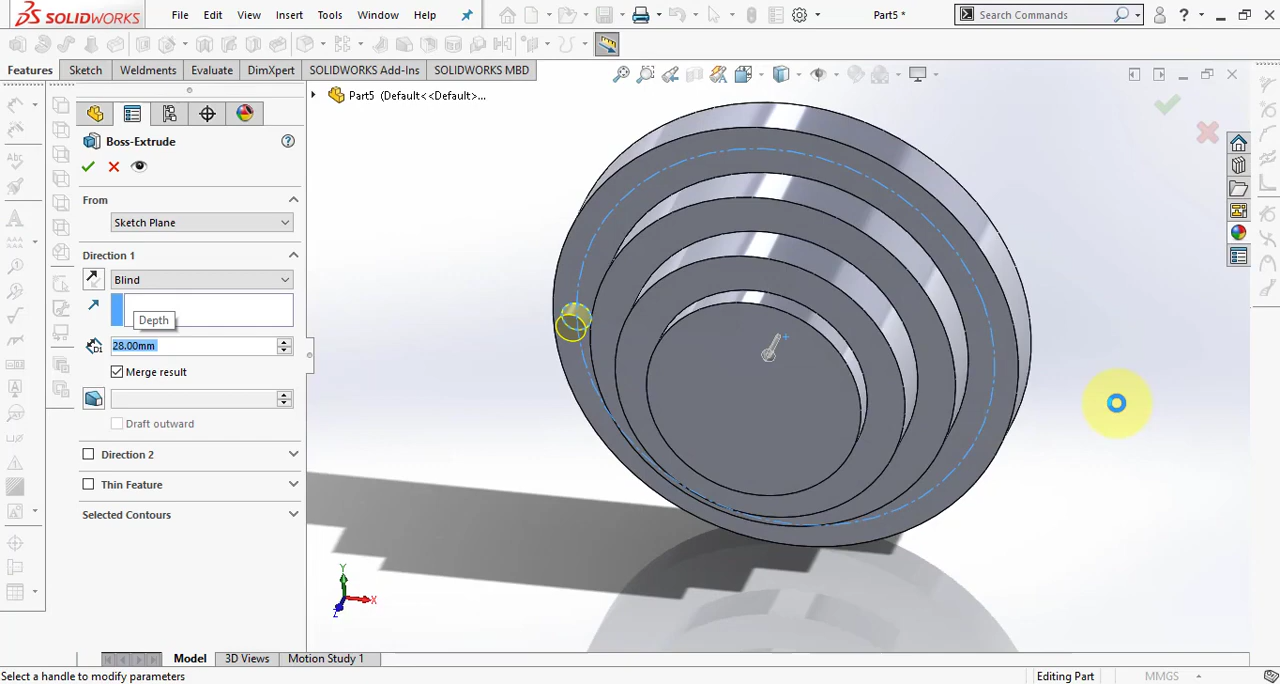 SOLIDWORKS
File
Edit
View
Insert
Tools
Window
Help
Part5 *
Search Commands
?
Features
Sketch
Weldments
Evaluate
DimXpert
SOLIDWORKS Add-Ins
SOLIDWORKS MBD
Part5 (Default<<Default>...
Boss-Extrude
From
Sketch Plane
Direction 1
Blind
Depth
28.00mm
Merge result
Draft outward
Direction 2
Thin Feature
Selected Contours
Y
X
Z
Model
3D Views
Motion Study 1
Select a handle to modify parameters
Editing Part
MMGS